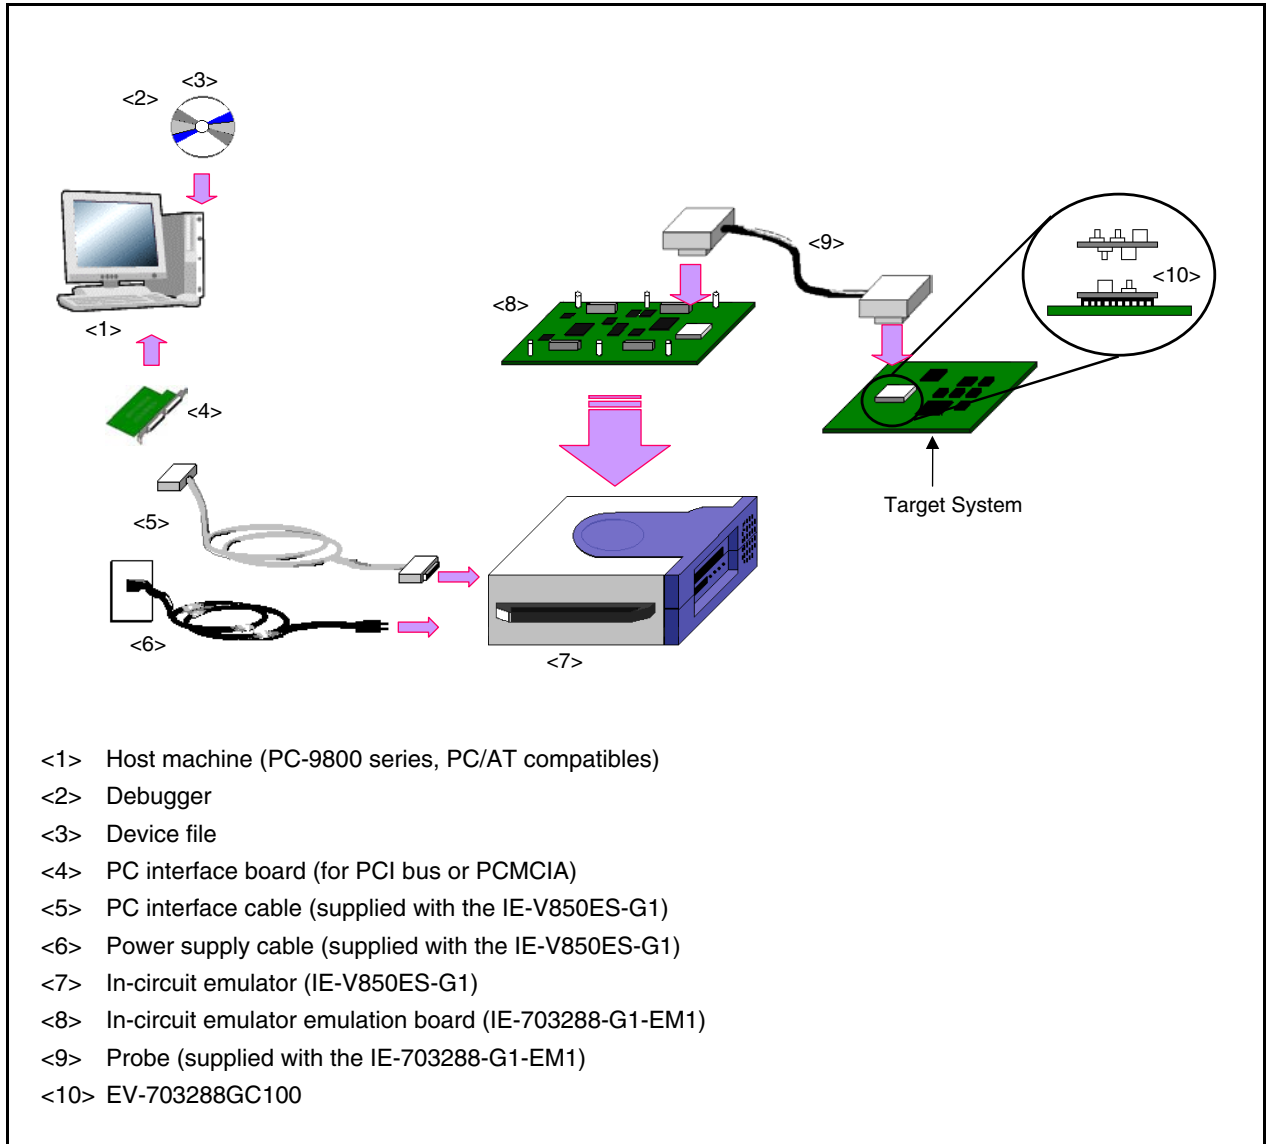 <3>
<2>
<9>
<10>
<8>
<1>
<4>
Target System
<5>
<6>
<7>
<1> Host machine (PC-9800 series, PC/AT compatibles)
<2> Debugger
<3> Device file
<4> PC interface board (for PCI bus or PCMCIA)
<5> PC interface cable (supplied with the IE-V850ES-G1)
<6> Power supply cable (supplied with the IE-V850ES-G1)
<7> In-circuit emulator (IE-V850ES-G1)
<8> In-circuit emulator emulation board (IE-703288-G1-EM1)
<9> Probe (supplied with the IE-703288-G1-EM1)
<10> EV-703288GC100